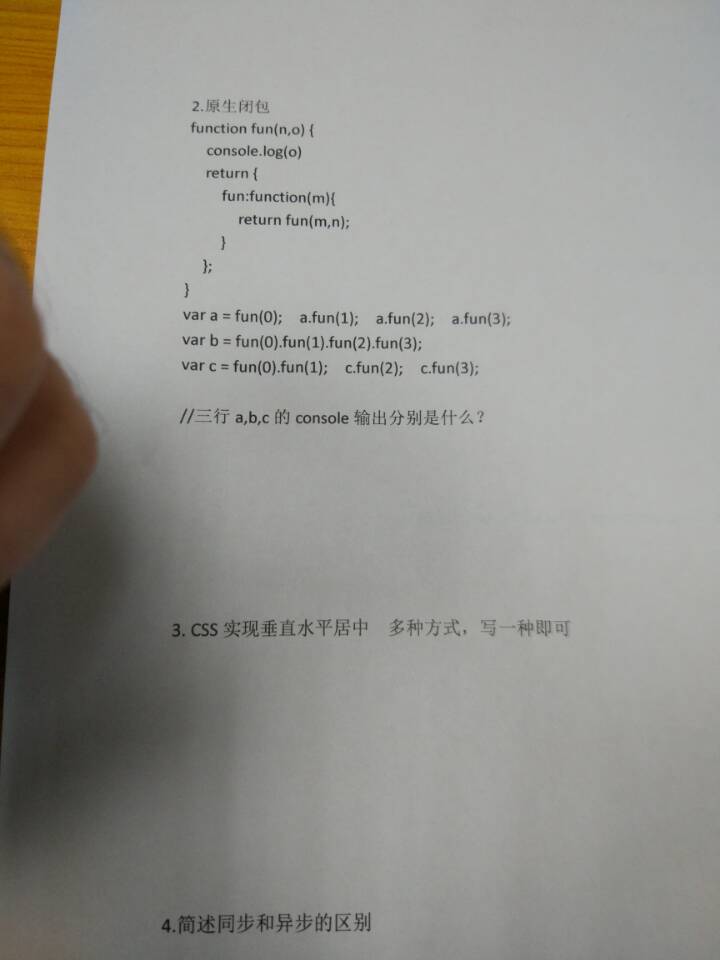 2.原生闭包
function fun(n,o) {
console.log(o)
return {
fun:function(m){
return fun(m,n);
}
};
}
var a = fun(0); a.fun(1); a.fun(2); a.fun(3);
var b = fun(0).fun(1).fun(2).fun(3);
var c = fun(0).fun(1); c.fun(2); c.fun(3);
//三行 a,b,c 的 console 输出分别是什么？
3. CSS 实现垂直水平居中 多种方式，写一种即可
4.简述同步和异步的区别